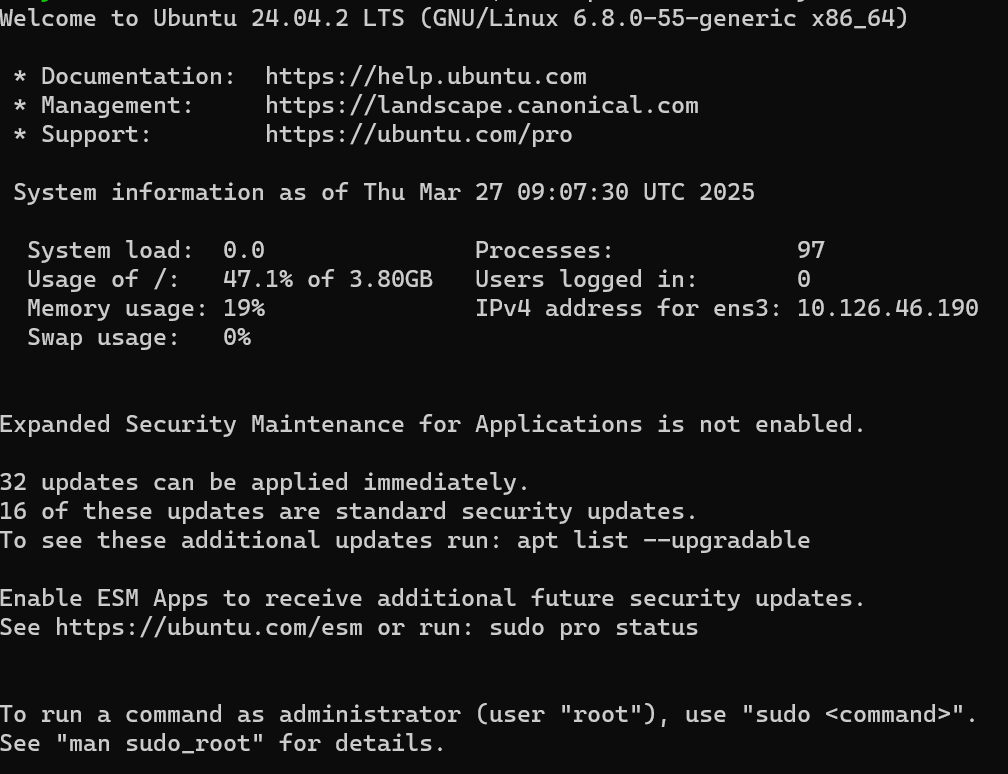 Welcome to Ubuntu 24.04.2 LTS (GNU/Linux 6.8.0-55-generic x86_64)

 * Documentation:  https://help.ubuntu.com
 * Management:     https://landscape.canonical.com
 * Support:        https://ubuntu.com/pro

 System information as of Thu Mar 27 09:07:30 UTC 2025

  System load:  0.0               Processes:             97
  Usage of /:   47.1% of 3.80GB   Users logged in:       0
  Memory usage: 19%               IPv4 address for ens3: 10.126.46.190
  Swap usage:   0%


Expanded Security Maintenance for Applications is not enabled.

32 updates can be applied immediately.
16 of these updates are standard security updates.
To see these additional updates run: apt list --upgradable

Enable ESM Apps to receive additional future security updates.
See https://ubuntu.com/esm or run: sudo pro status


To run a command as administrator (user "root"), use "sudo <command>".
See "man sudo_root" for details.